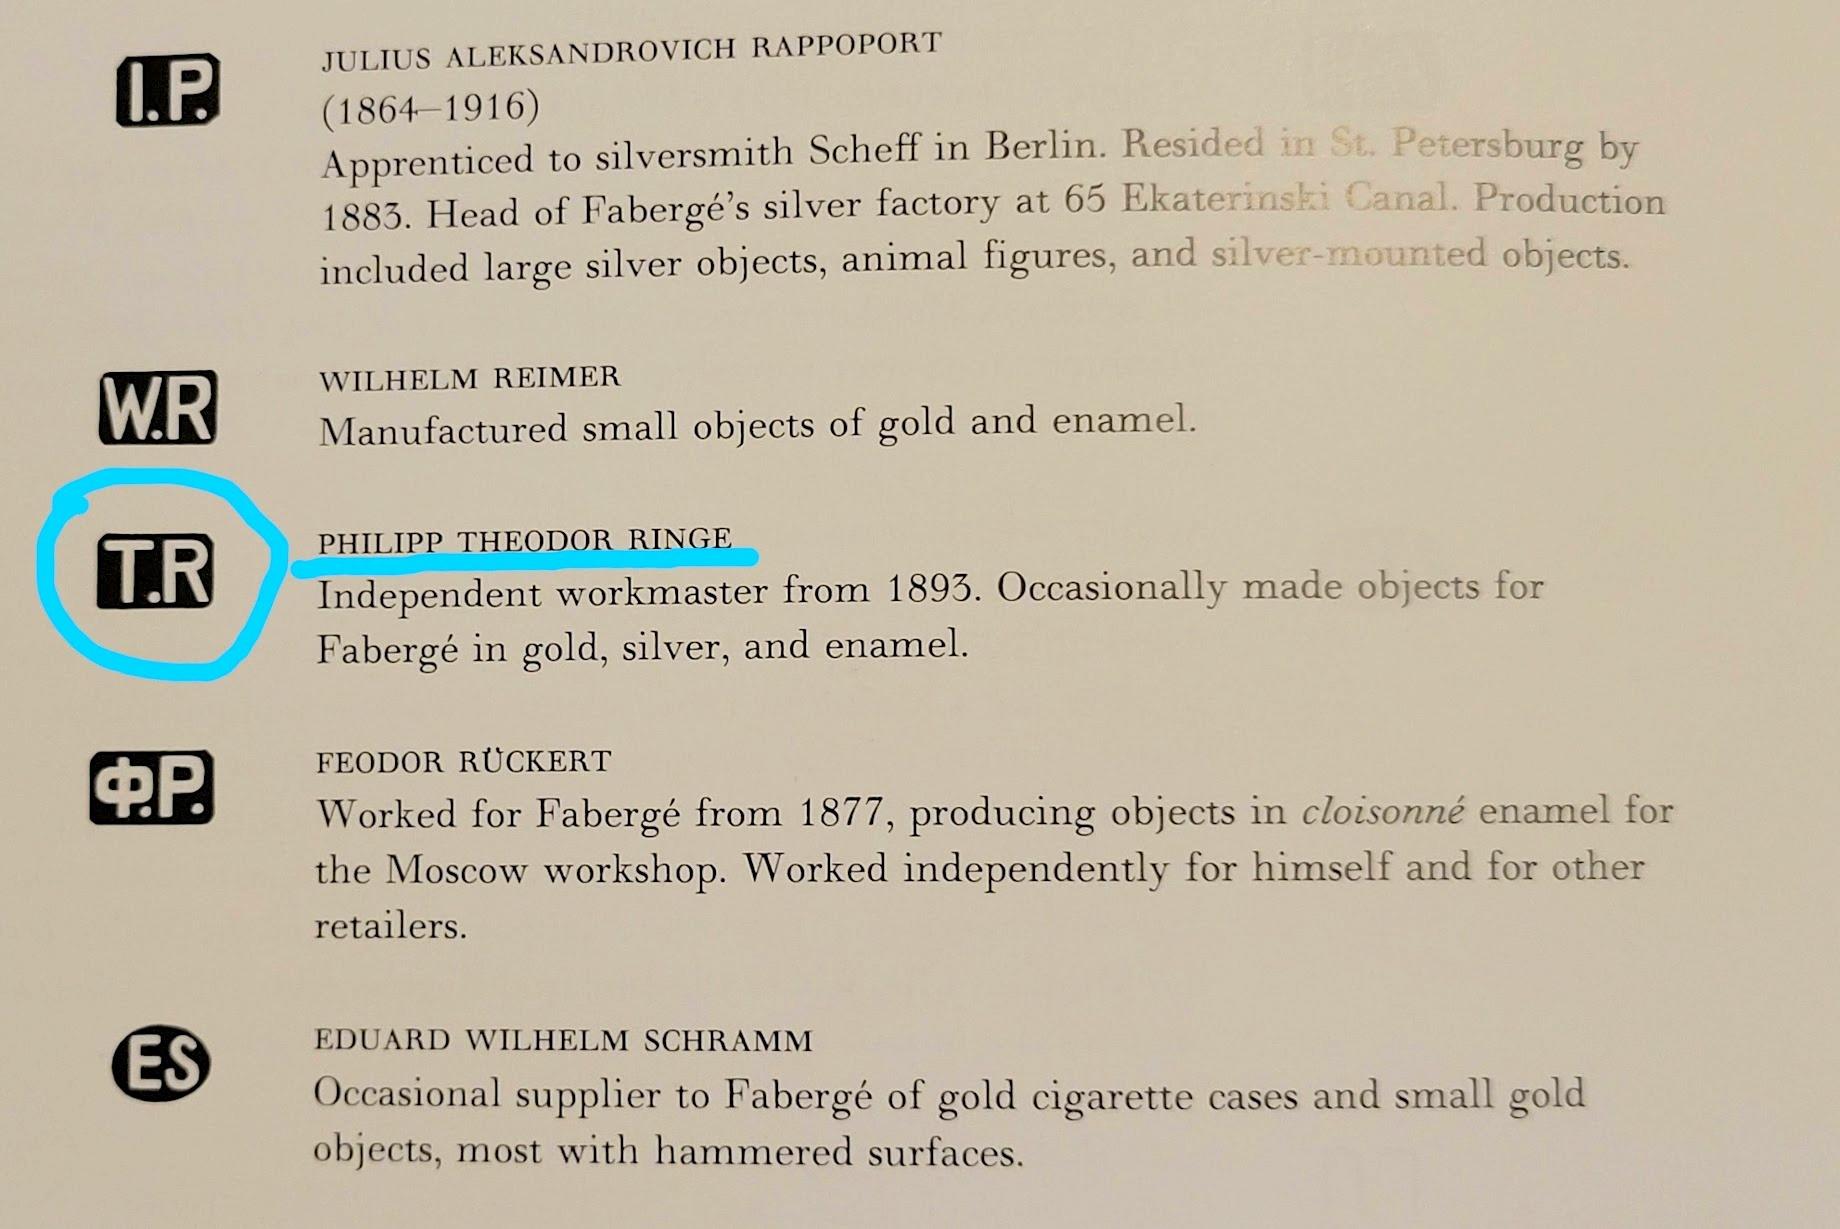 I.P.
JULIUS ALEKSANDROVICH RAPPOPORT
(1864–1916)
Apprenticed to silversmith Scheff in Berlin. Resided in St. Petersburg by
1883. Head of Fabergé's silver factory at 65 Ekaterinski Canal. Production
included large silver objects, animal figures, and silver-mounted objects.
W.R
WILHELM REIMER
Manufactured small objects of gold and enamel.
T.R
PHILIPP THEODOR RINGE
Independent workmaster from 1893. Occasionally made objects for
Fabergé in gold, silver, and enamel.
Ф.Р.
FEODOR RÜCKERT
Worked for Fabergé from 1877, producing objects in cloisonné enamel for
the Moscow workshop. Worked independently for himself and for other
retailers.
ES
EDUARD WILHELM SCHRAMM
Occasional supplier to Fabergé of gold cigarette cases and small gold
objects, most with hammered surfaces.